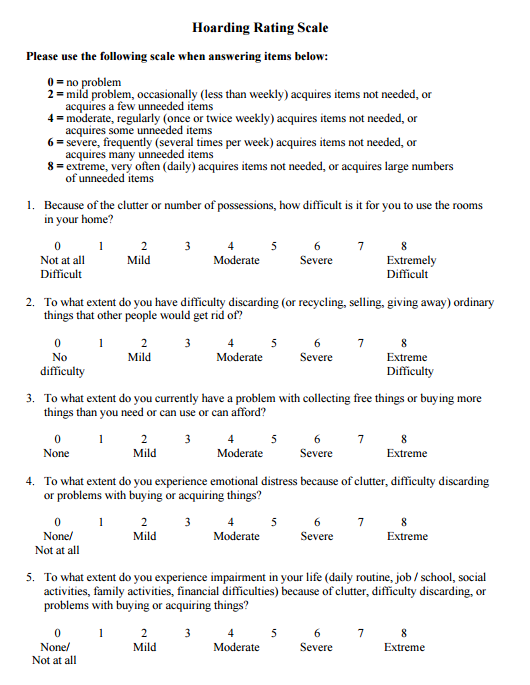 Hoarding Rating Scale
Please use the following scale when answering items below:
0 = no problem
2 = mild problem, occasionally (less than weekly) acquires items not needed, or
acquires a few unneeded items
4 = moderate, regularly (once or twice weekly) acquires items not needed, or
acquires some unneeded items
6 = severe, frequently (several times per week) acquires items not needed, or
acquires many unneeded items
8 = extreme, very often (daily) acquires items not needed, or acquires large numbers
of unneeded items
1. Because of the clutter or number of possessions, how difficult is it for you to use the rooms
in your home?
0 1 2 3 4 5 6 7 8
Not at all Mild Moderate Severe Extremely
Difficult Difficult
2. To what extent do you have difficulty discarding (or recycling, selling, giving away) ordinary
things that other people would get rid of?
0 1 2 3 4 5 6 7 8
No Mild Moderate Severe Extreme
difficulty Difficulty
3. To what extent do you currently have a problem with collecting free things or buying more
things than you need or can use or can afford?
0 1 2 3 4 5 6 7 8
None Mild Moderate Severe Extreme
4. To what extent do you experience emotional distress because of clutter, difficulty discarding
or problems with buying or acquiring things?
0 1 2 3 4 5 6 7 8
None/ Mild Moderate Severe Extreme
Not at all
5. To what extent do you experience impairment in your life (daily routine, job / school, social
activities, family activities, financial difficulties) because of clutter, difficulty discarding, or
problems with buying or acquiring things?
0 1 2 3 4 5 6 7 8
None/ Mild Moderate Severe Extreme
Not at all